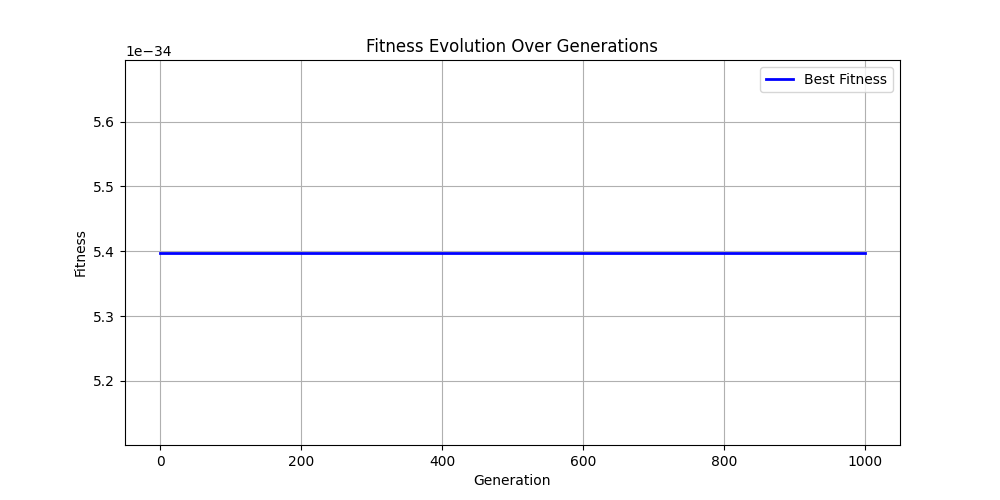 Fitness Evolution Over Generations
1e−34
Best Fitness
5.6
5.5
5.4
5.3
5.2
Fitness
0 200 400 600 800 1000
Generation